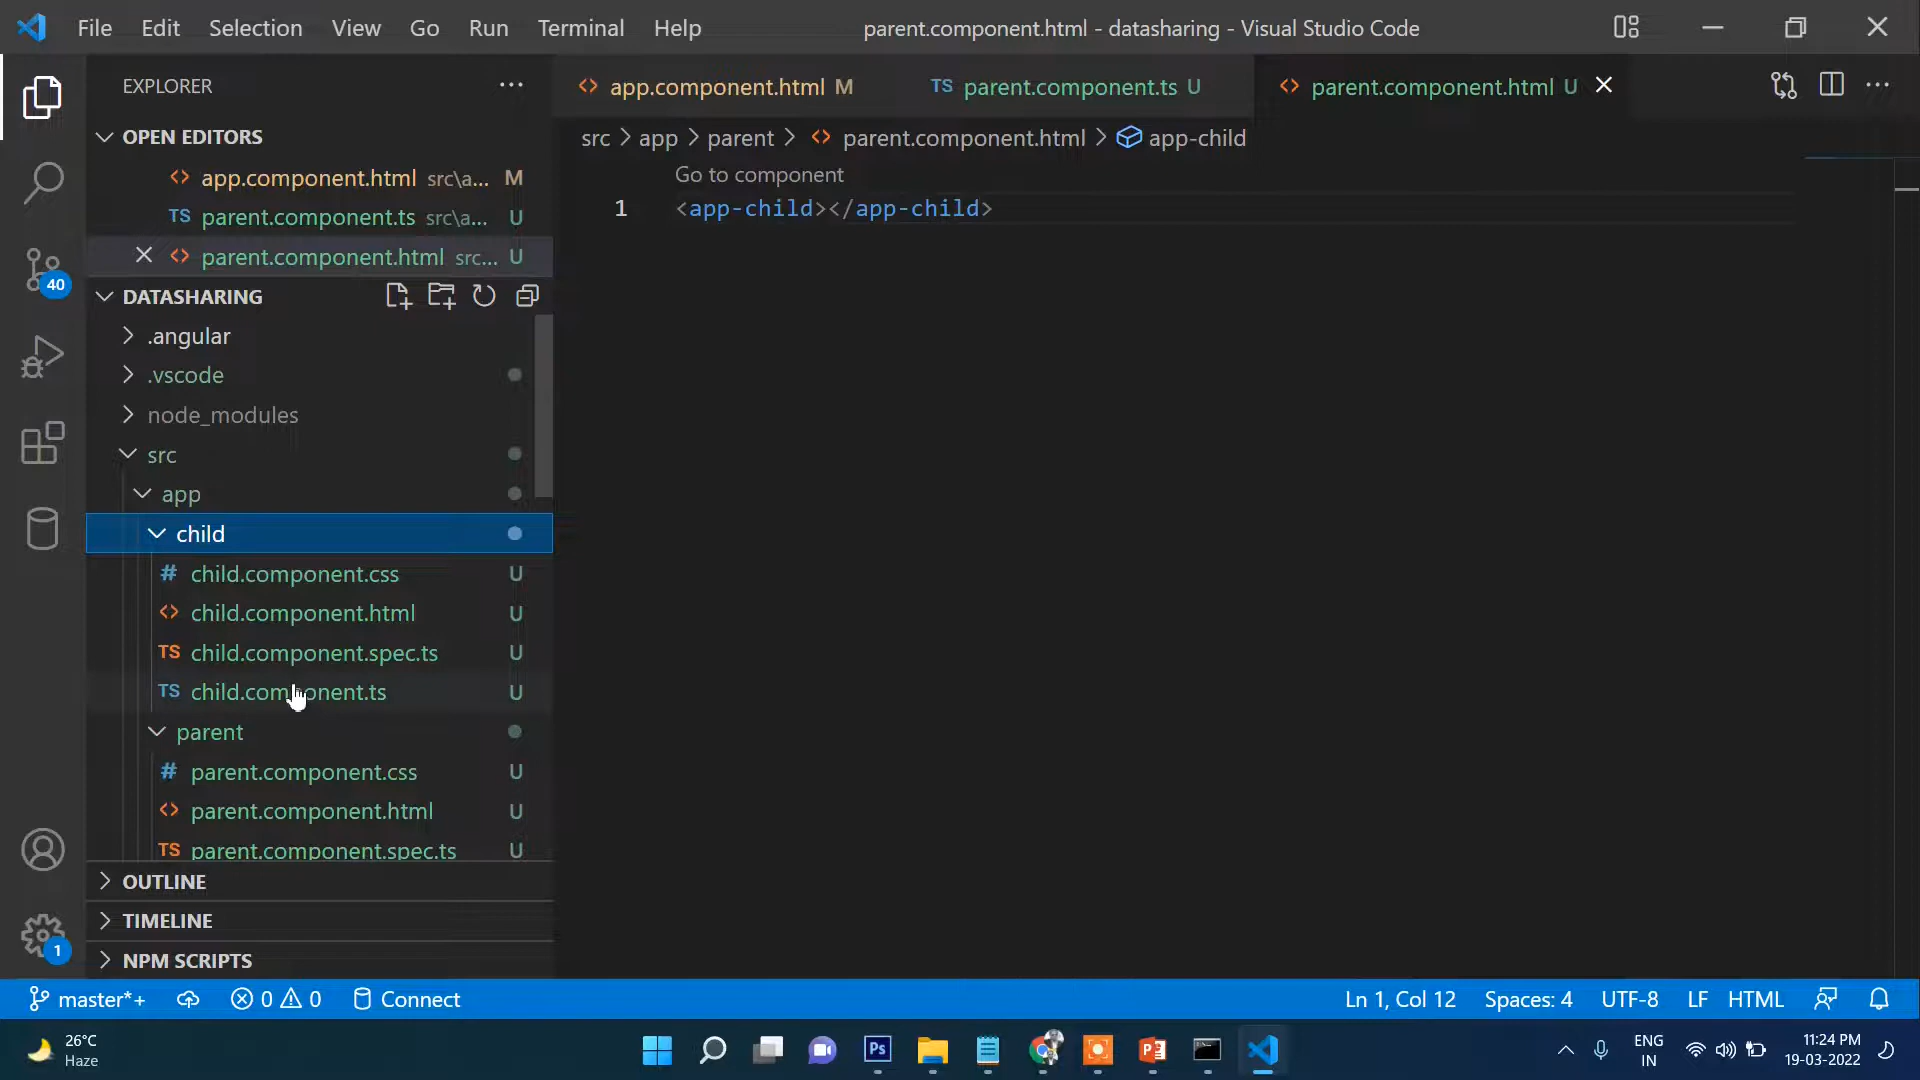 File Edit Selection View Go Run Terminal Help
parent.component.html - datasharing - Visual Studio Code
EXPLORER
OPEN EDITORS
app.component.html src\a... M
TS parent.component.ts src\a... U
parent.component.html src... U
DATASHARING
.angular
.vscode
node_modules
src
app
child
# child.component.css U
child.component.html U
TS child.component.spec.ts U
TS child.component.ts U
parent
# parent.component.css U
parent.component.html U
TS parent.component.spec.ts U
OUTLINE
TIMELINE
NPM SCRIPTS
app.component.html M
TS parent.component.ts U
parent.component.html U
src > app > parent > parent.component.html > app-child
Go to component
1 <app-child></app-child>
40
1
master*+ 0 0 Connect
Ln 1, Col 12 Spaces: 4 UTF-8 LF HTML
26°C
Haze
Ps
P
ENG
IN
11:24 PM
19-03-2022